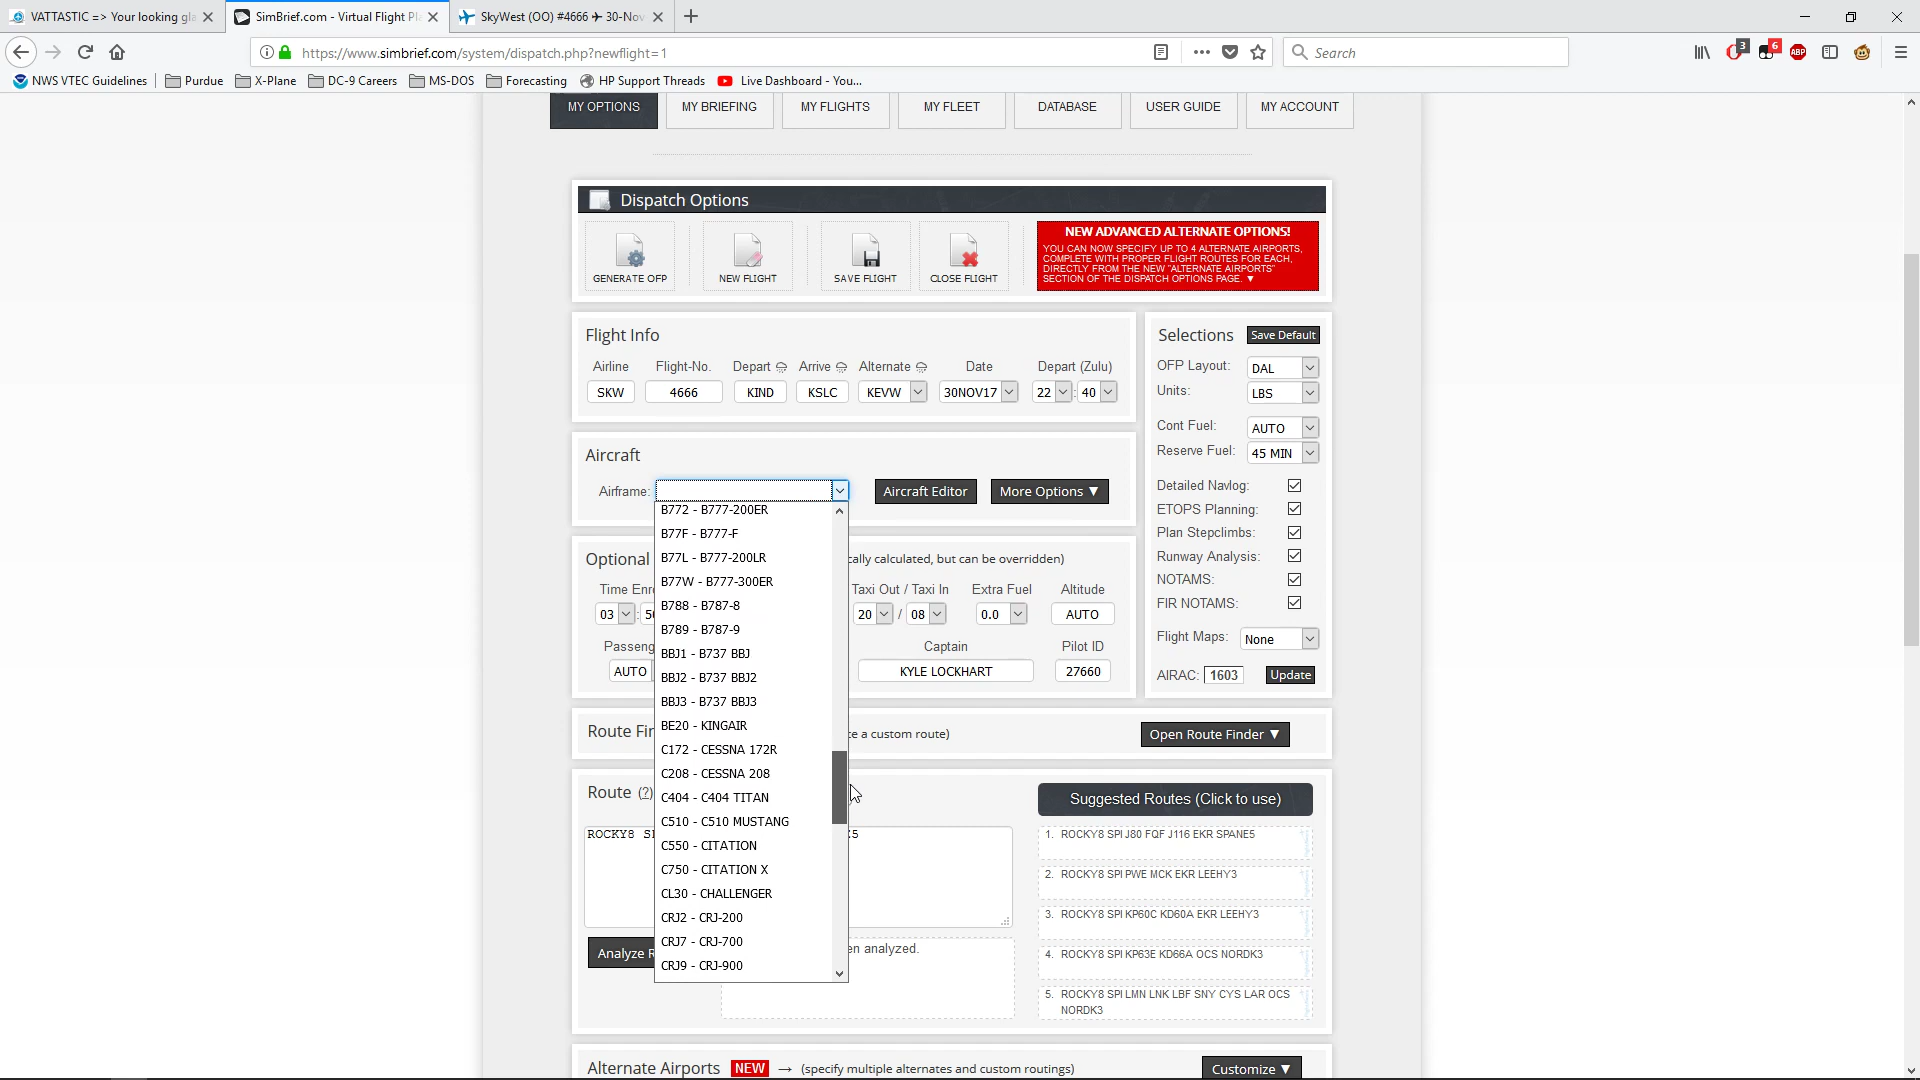 VATTASTIC => Your looking gla
SimBrief.com - Virtual Flight Pla
SkyWest (OO) #4666 ✈ 30-Nov
https://www.simbrief.com/system/dispatch.php?newflight=1
Search
3
6
ABP
NWS VTEC Guidelines
Purdue
X-Plane
DC-9 Careers
MS-DOS
Forecasting
HP Support Threads
Live Dashboard - You...
MY OPTIONS
MY BRIEFING
MY FLIGHTS
MY FLEET
DATABASE
USER GUIDE
MY ACCOUNT
Dispatch Options
GENERATE OFP
NEW FLIGHT
SAVE FLIGHT
CLOSE FLIGHT
NEW ADVANCED ALTERNATE OPTIONS!
YOU CAN NOW SPECIFY UP TO 4 ALTERNATE AIRPORTS,
COMPLETE WITH PROPER FLIGHT ROUTES FOR EACH,
DIRECTLY FROM THE NEW "ALTERNATE AIRPORTS"
SECTION OF THE DISPATCH OPTIONS PAGE. ▼
Flight Info
Airline Flight-No. Depart Arrive Alternate Date Depart (Zulu)
SKW 4666 KIND KSLC KEVW 30NOV17 22 : 40
Selections Save Default
OFP Layout: DAL
Units: LBS
Cont Fuel: AUTO
Reserve Fuel: 45 MIN
Detailed Navlog:
ETOPS Planning:
Plan Stepclimbs:
Runway Analysis:
NOTAMS:
FIR NOTAMS:
Flight Maps: None
AIRAC: 1603 Update
Aircraft
Airframe: Aircraft Editor More Options ▼
B772 - B777-200ER
B77F - B777-F
B77L - B777-200LR
B77W - B777-300ER
B788 - B787-8
B789 - B787-9
BBJ1 - B737 BBJ
BBJ2 - B737 BBJ2
BBJ3 - B737 BBJ3
BE20 - KINGAIR
C172 - CESSNA 172R
C208 - CESSNA 208
C404 - C404 TITAN
C510 - C510 MUSTANG
C550 - CITATION
C750 - CITATION X
CL30 - CHALLENGER
CRJ2 - CRJ-200
CRJ7 - CRJ-700
CRJ9 - CRJ-900
Optional cally calculated, but can be overridden)
Time Enr Taxi Out / Taxi In Extra Fuel Altitude
03 : 20 / 08 0.0 AUTO
Passeng Captain Pilot ID
AUTO KYLE LOCKHART 27660
Route Fin e a custom route) Open Route Finder ▼
Route (?)
ROCKY8 S
Analyze R en analyzed.
Suggested Routes (Click to use)
1. ROCKY8 SPI J80 FQF J116 EKR SPANE5
2. ROCKY8 SPI PWE MCK EKR LEEHY3
3. ROCKY8 SPI KP60C KD60A EKR LEEHY3
4. ROCKY8 SPI KP63E KD66A OCS NORDK3
5. ROCKY8 SPI LMN LNK LBF SNY CYS LAR OCS
NORDK3
Alternate Airports NEW → (specify multiple alternates and custom routings) Customize ▼